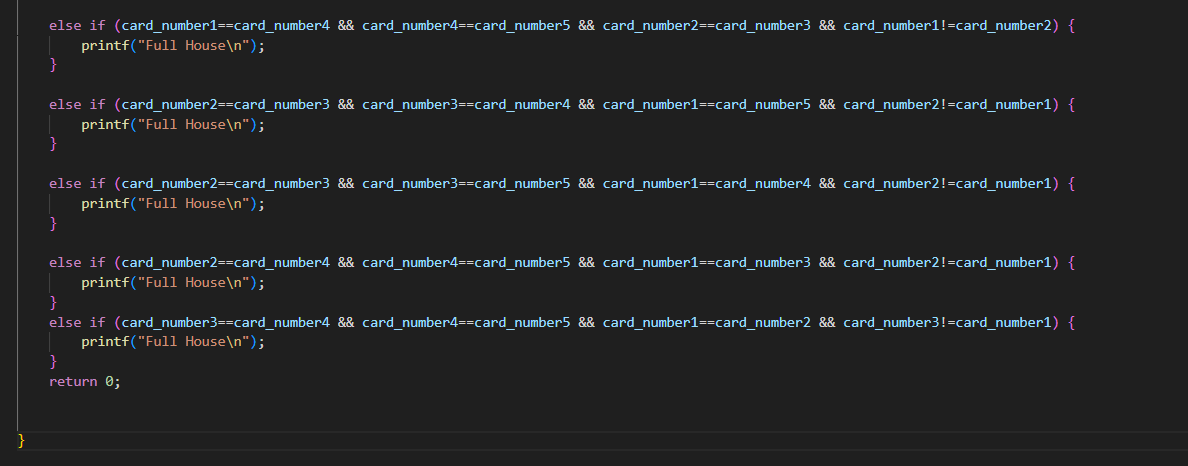 else if (card_number1==card_number4 && card_number4==card_number5 && card_number2==card_number3 && card_number1!=card_number2) {
printf("Full House\n");
}
else if (card_number2==card_number3 && card_number3==card_number4 && card_number1==card_number5 && card_number2!=card_number1) {
printf("Full House\n");
}
else if (card_number2==card_number3 && card_number3==card_number5 && card_number1==card_number4 && card_number2!=card_number1) {
printf("Full House\n");
}
else if (card_number2==card_number4 && card_number4==card_number5 && card_number1==card_number3 && card_number2!=card_number1) {
printf("Full House\n");
}
else if (card_number3==card_number4 && card_number4==card_number5 && card_number1==card_number2 && card_number3!=card_number1) {
printf("Full House\n");
}
return 0;
}